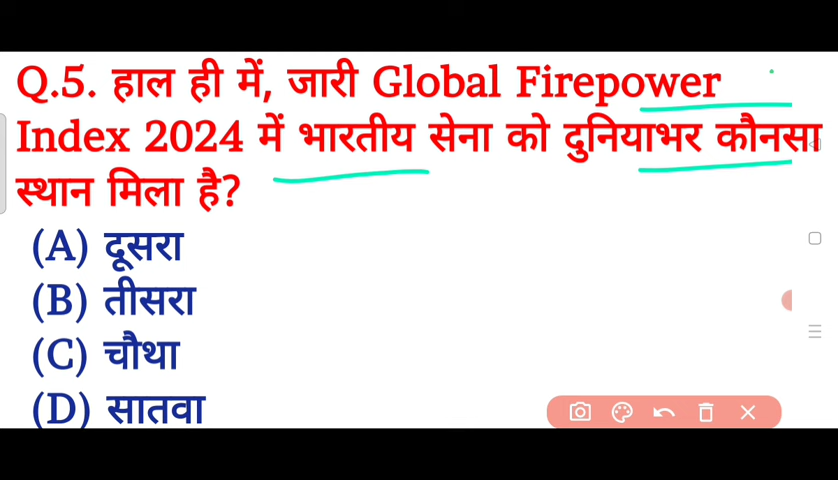 Q.5. हाल ही में, जारी Global Firepower
Index 2024 में भारतीय सेना को दुनियाभर कौनसा
स्थान मिला है?
(A) दूसरा
(B) तीसरा
(C) चौथा
(D) सातवा